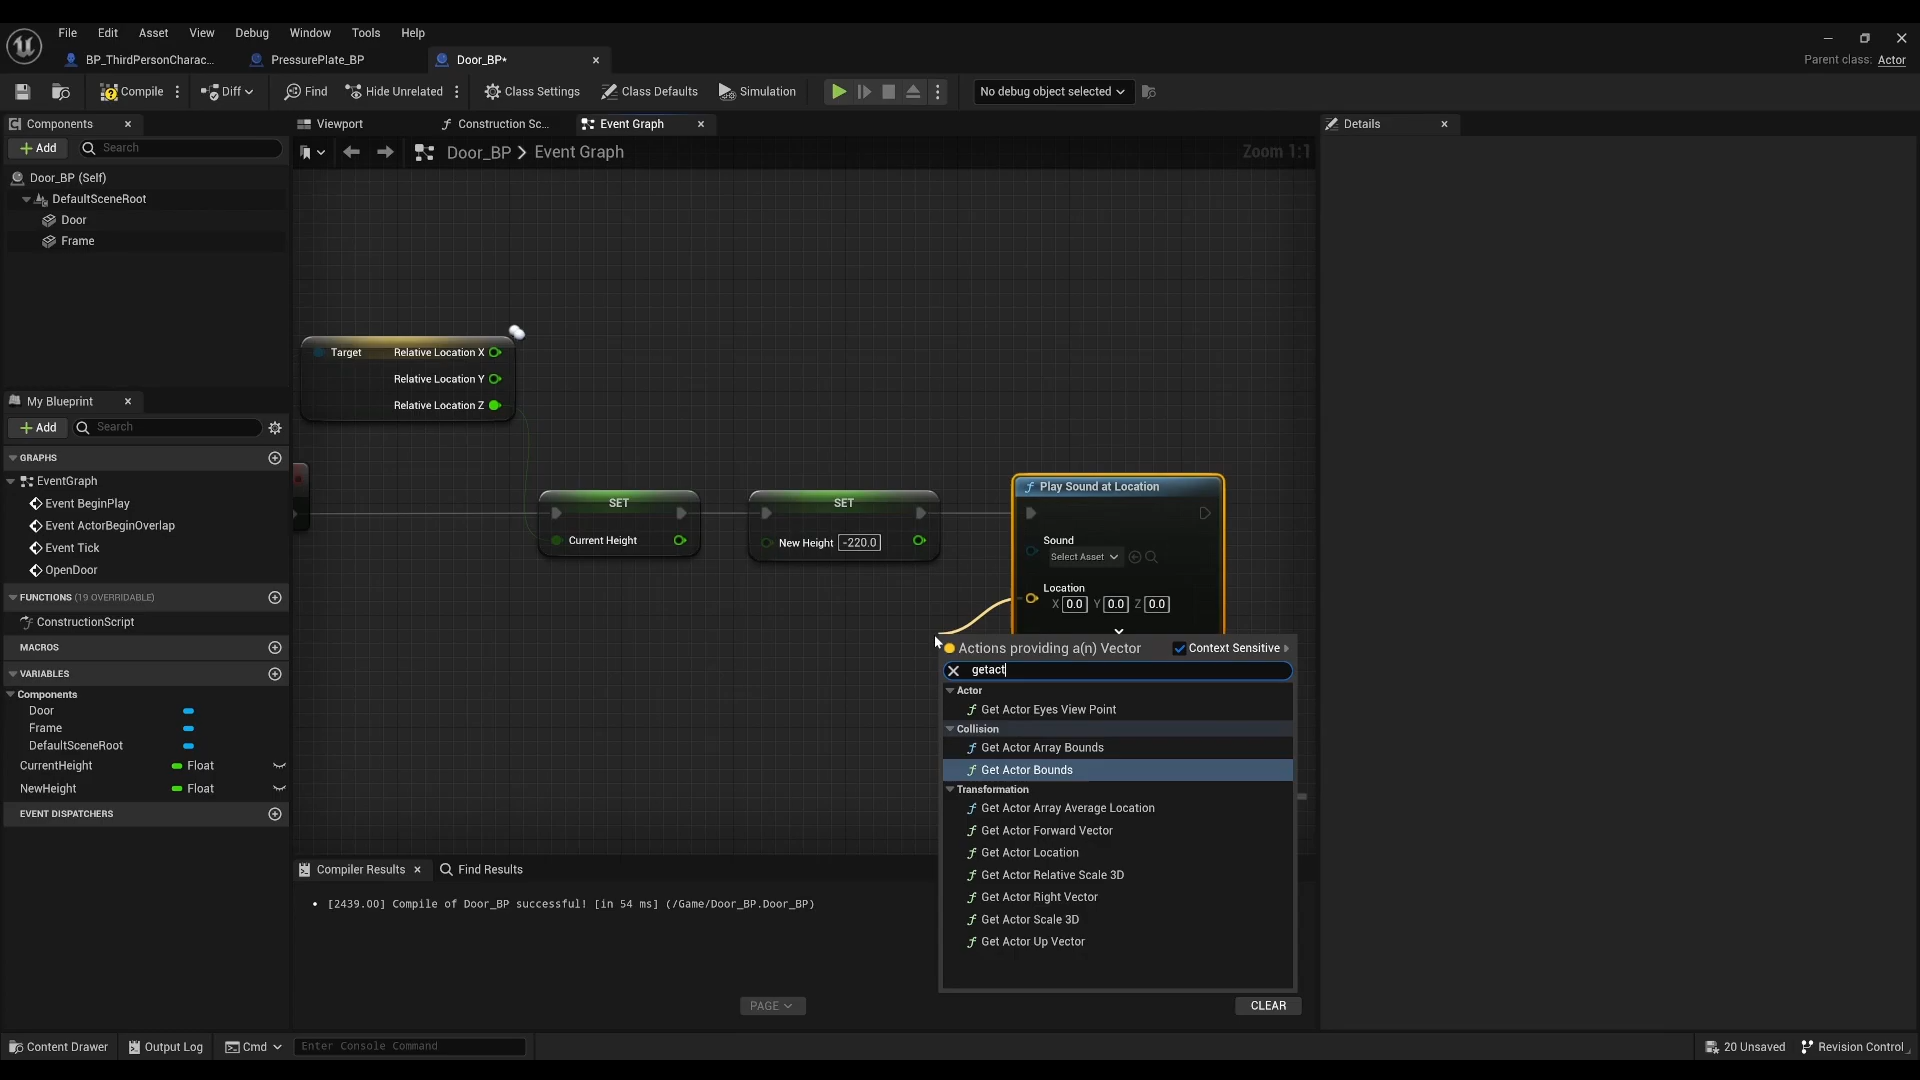 File Edit Asset View Debug Window Tools Help
BP_ThirdPersonCharac... PressurePlate_BP Door_BP*
Parent class: Actor
Compile Diff Find Hide Unrelated Class Settings Class Defaults Simulation No debug object selected
Components
Add Search
Door_BP (Self)
DefaultSceneRoot
Door
Frame
My Blueprint
Add Search
GRAPHS
EventGraph
Event BeginPlay
Event ActorBeginOverlap
Event Tick
OpenDoor
FUNCTIONS (19 OVERRIDABLE)
ConstructionScript
MACROS
VARIABLES
Components
Door
Frame
DefaultSceneRoot
CurrentHeight Float
NewHeight Float
EVENT DISPATCHERS
Viewport Construction Sc... Event Graph
Door_BP > Event Graph Zoom 1:1
Target Relative Location X
Relative Location Y
Relative Location Z
SET
Current Height
SET
New Height -220.0
Play Sound at Location
Sound
Select Asset
Location
X 0.0 Y 0.0 Z 0.0
Actions providing a(n) Vector Context Sensitive
getact
Actor
Get Actor Eyes View Point
Collision
Get Actor Array Bounds
Get Actor Bounds
Transformation
Get Actor Array Average Location
Get Actor Forward Vector
Get Actor Location
Get Actor Relative Scale 3D
Get Actor Right Vector
Get Actor Scale 3D
Get Actor Up Vector
Compiler Results Find Results
[2439.00] Compile of Door_BP successful! [in 54 ms] (/Game/Door_BP.Door_BP)
PAGE CLEAR
Details
Content Drawer Output Log Cmd Enter Console Command 20 Unsaved Revision Control